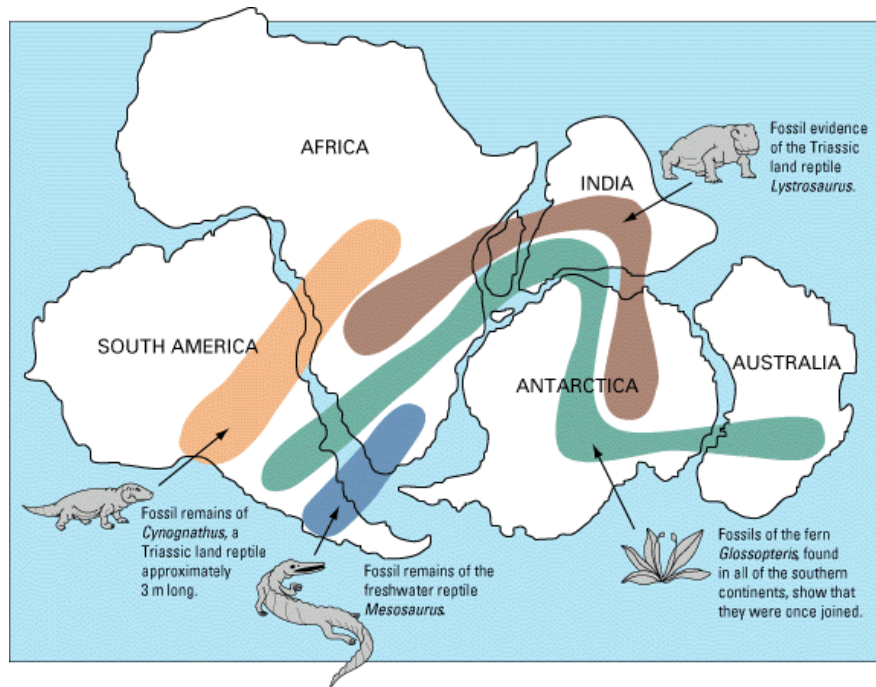 AFRICA
INDIA
Fossil evidence
of the Triassic
land reptile
Lystrosaurus.
SOUTH AMERICA
ANTARCTICA
AUSTRALIA
Fossil remains of
Cynognathus, a
Triassic land reptile
approximately
3 m long.
Fossil remains of the
freshwater reptile
Mesosaurus.
Fossils of the fern
Glossopteris, found
in all of the southern
continents, show that
they were once joined.